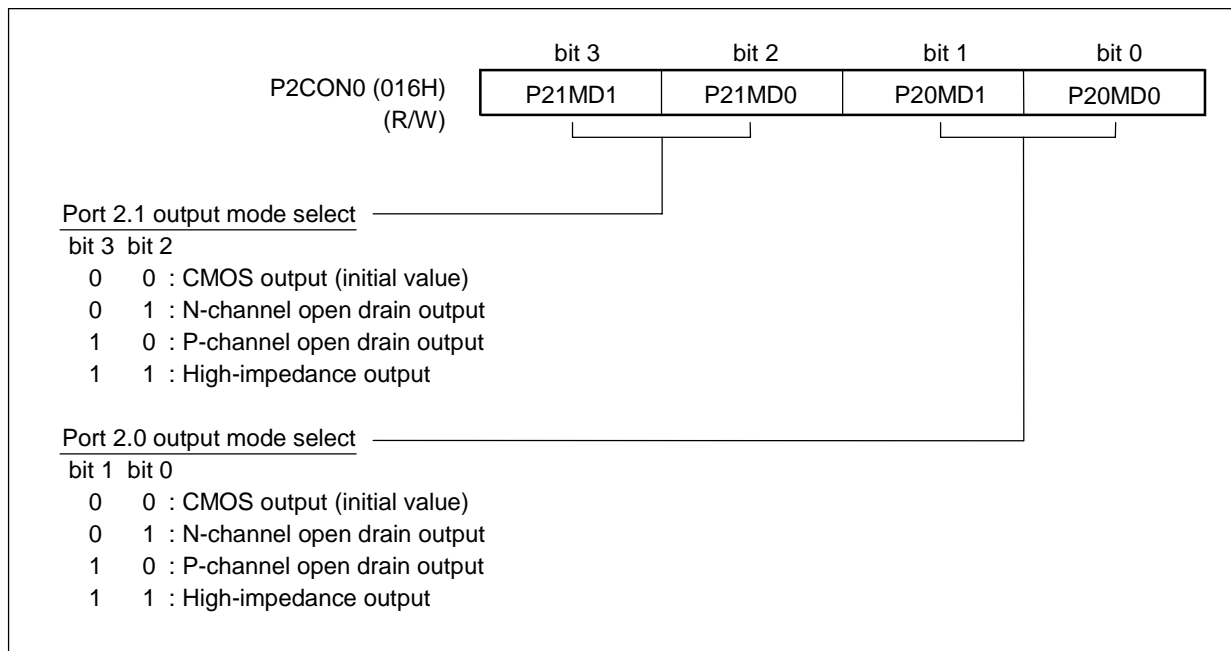 bit 3 bit 2 bit 1 bit 0
P2CON0 (016H) P21MD1 P21MD0 P20MD1 P20MD0
(R/W)
Port 2.1 output mode select
bit 3 bit 2
0 0 : CMOS output (initial value)
0 1 : N-channel open drain output
1 0 : P-channel open drain output
1 1 : High-impedance output
Port 2.0 output mode select
bit 1 bit 0
0 0 : CMOS output (initial value)
0 1 : N-channel open drain output
1 0 : P-channel open drain output
1 1 : High-impedance output